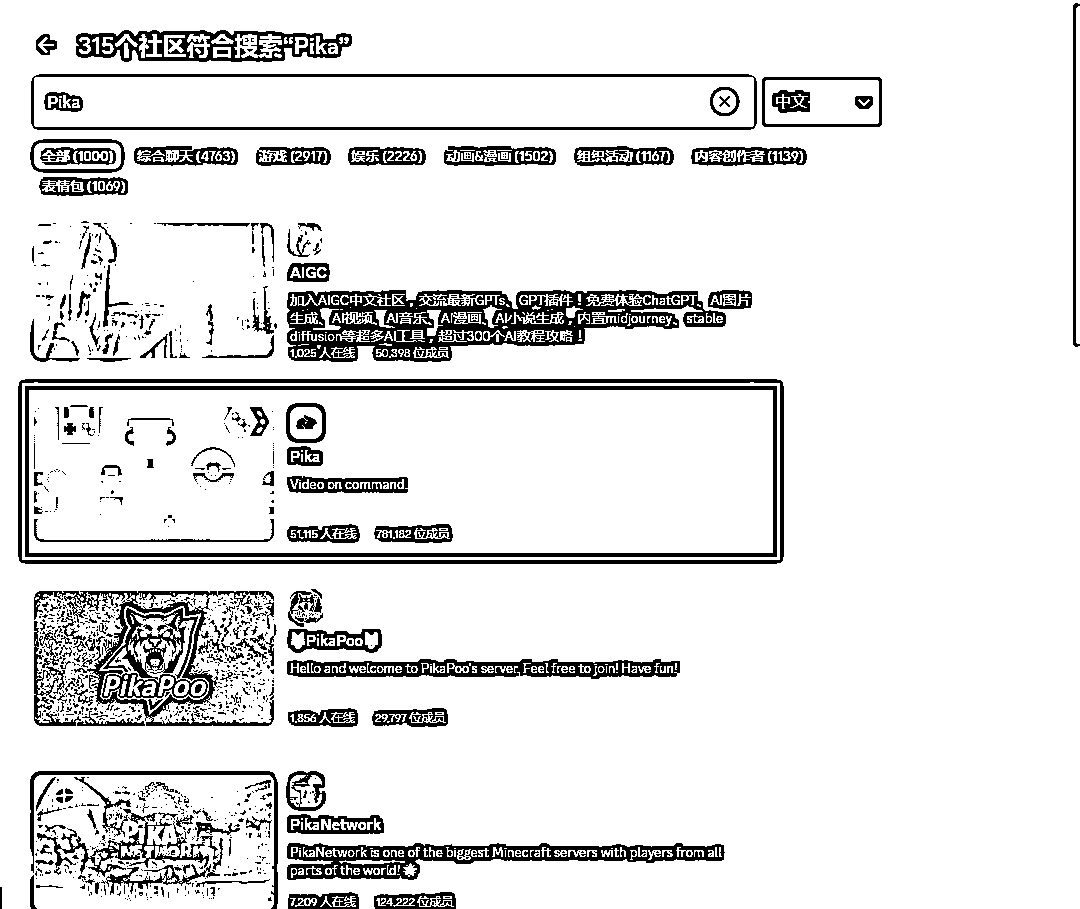 315个社区符合搜索“Pika”
Pika
中文
全部 (1000) 综合聊天 (4763) 游戏 (2917) 娱乐 (2226) 动画&漫画 (1502) 组织活动 (1167) 内容创作者 (1139)
表情包 (1069)
AIGC
加入AIGC中文社区，交流最新GPTs、GPT插件！免费体验ChatGPT、AI图片
生成、AI视频、AI音乐、AI漫画、AI小说生成，内置midjourney、stable
diffusion等超多AI工具，超过300个AI教程攻略！
1,025 人在线 50,398 位成员
Pika
Video on command.
51,115 人在线 781,182 位成员
PikaPoo
PikaPoo
Hello and welcome to PikaPoo's server. Feel free to join! Have fun!
1,856 人在线 29,797 位成员
PIKA
NETWORK
PLAY.PIKA-NETWORK.NET
PikaNetwork
PikaNetwork is one of the biggest Minecraft servers with players from all
parts of the world!
7,209 人在线 124,222 位成员